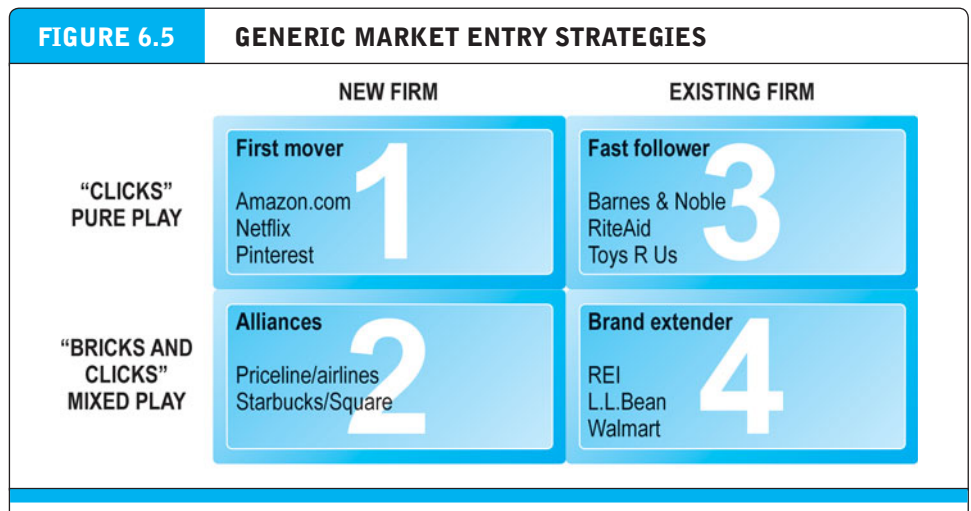 FIGURE 6.5 GENERIC MARKET ENTRY STRATEGIES
NEW FIRM EXISTING FIRM
"CLICKS"
PURE PLAY
First mover
1
Amazon.com
Netflix
Pinterest
Fast follower
3
Barnes & Noble
RiteAid
Toys R Us
"BRICKS AND
CLICKS"
MIXED PLAY
Alliances
2
Priceline/airlines
Starbucks/Square
Brand extender
4
REI
L.L.Bean
Walmart